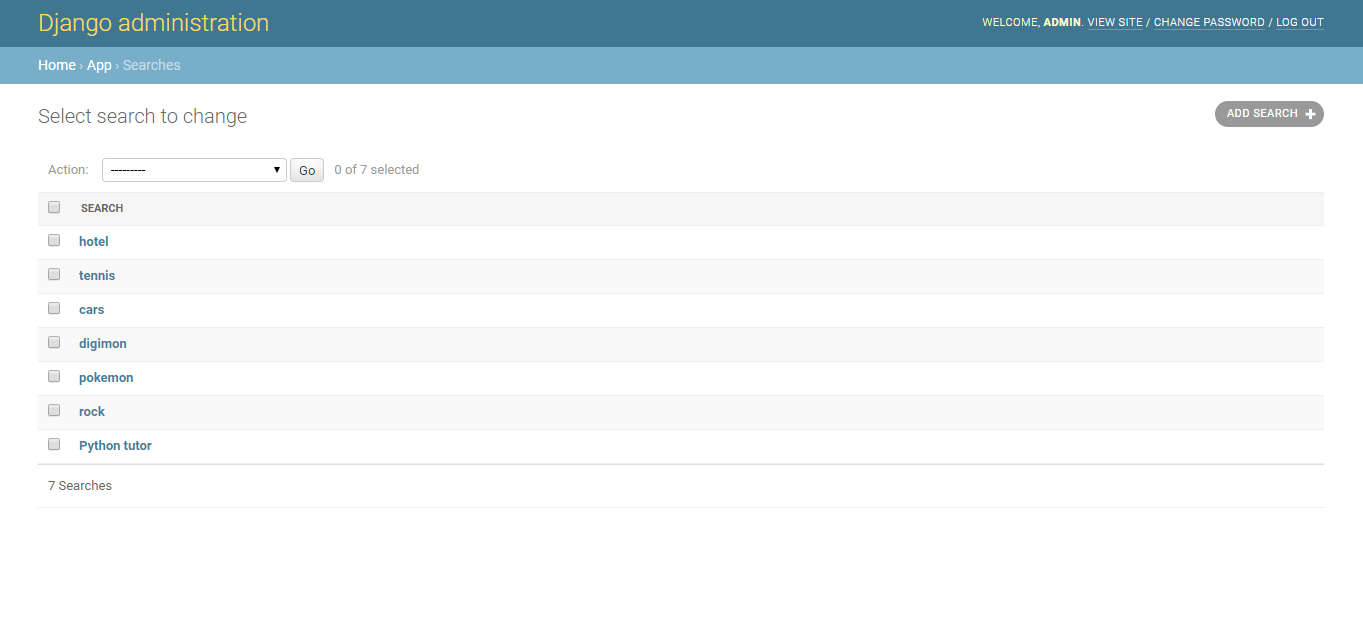 Django administration
WELCOME, ADMIN. VIEW SITE / CHANGE PASSWORD / LOG OUT
Home › App › Searches
Select search to change
ADD SEARCH +
Action: --------- Go 0 of 7 selected
SEARCH
hotel
tennis
cars
digimon
pokemon
rock
Python tutor
7 Searches